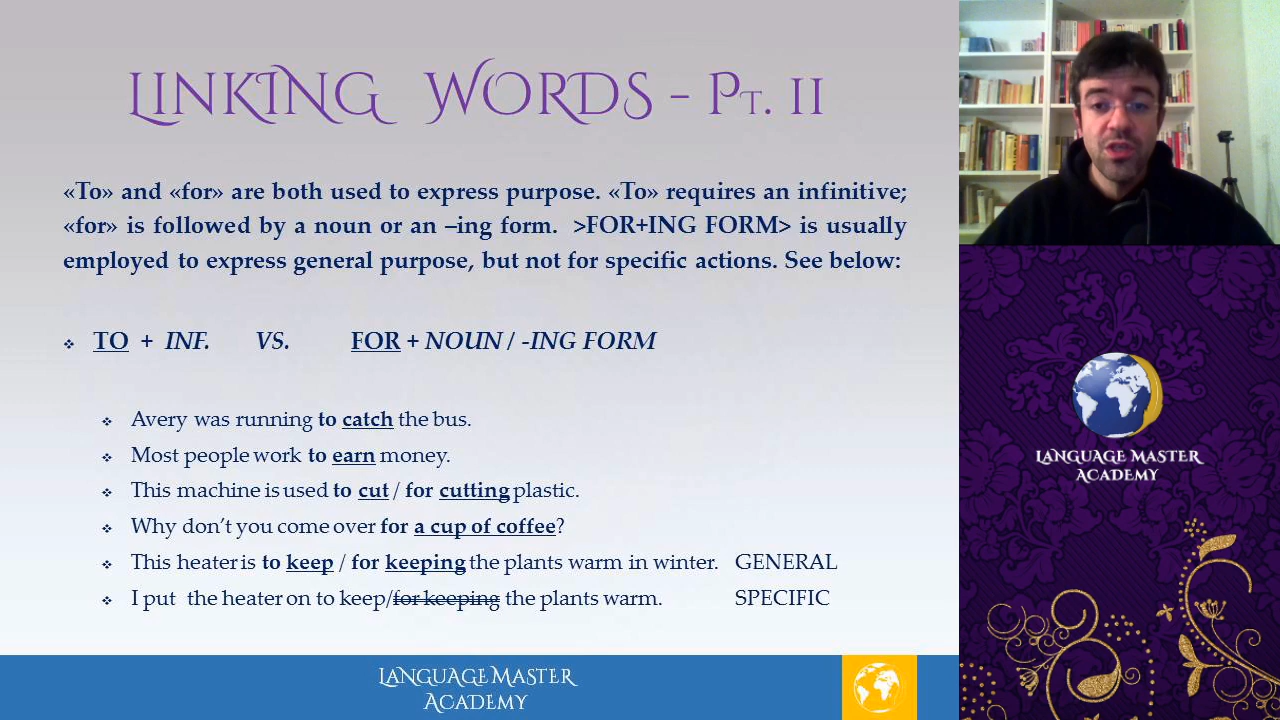 LINKING WORDS – PT. II
«To» and «for» are both used to express purpose. «To» requires an infinitive;
«for» is followed by a noun or an –ing form. >FOR+ING FORM> is usually
employed to express general purpose, but not for specific actions. See below:
❖ TO + INF. VS. FOR + NOUN / -ING FORM
❖ Avery was running to catch the bus.
❖ Most people work to earn money.
❖ This machine is used to cut / for cutting plastic.
❖ Why don't you come over for a cup of coffee?
❖ This heater is to keep / for keeping the plants warm in winter. GENERAL
❖ I put the heater on to keep/for keeping the plants warm. SPECIFIC
LANGUAGE MASTER
ACADEMY
LANGUAGE MASTER
ACADEMY